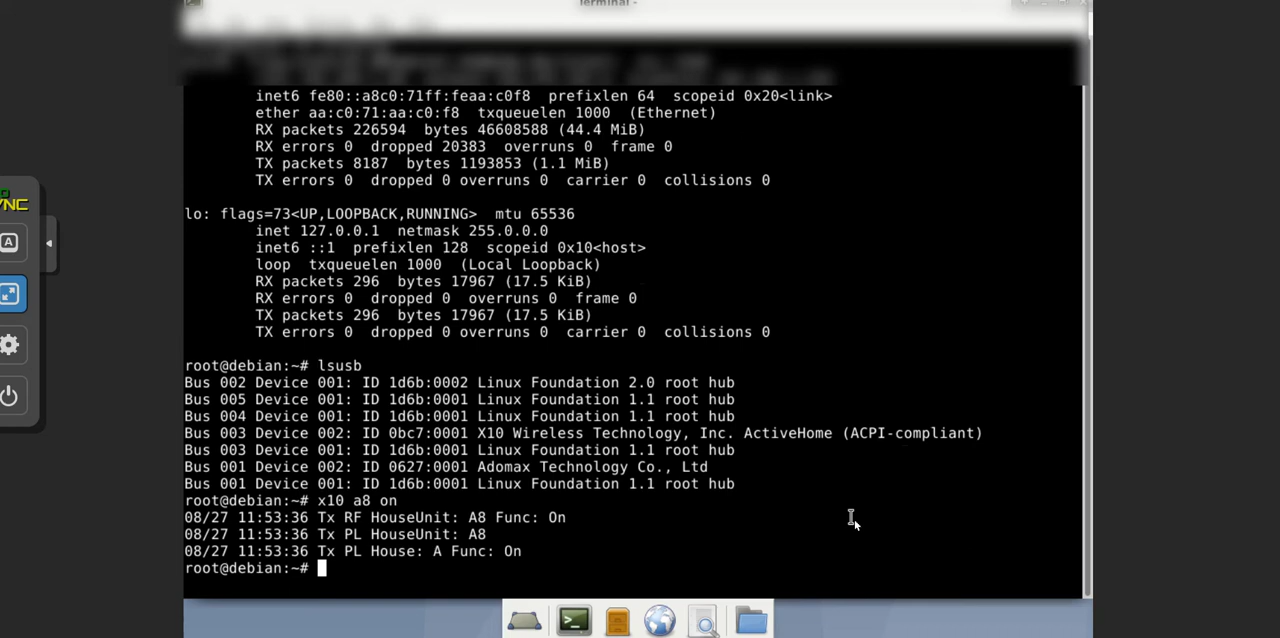 Terminal -
inet6 fe80::a8c0:71ff:feaa:c0f8  prefixlen 64  scopeid 0x20<link>
ether aa:c0:71:aa:c0:f8  txqueuelen 1000  (Ethernet)
RX packets 226594  bytes 46608588 (44.4 MiB)
RX errors 0  dropped 20383  overruns 0  frame 0
TX packets 8187  bytes 1193853 (1.1 MiB)
TX errors 0  dropped 0 overruns 0  carrier 0  collisions 0
lo: flags=73<UP,LOOPBACK,RUNNING>  mtu 65536
inet 127.0.0.1  netmask 255.0.0.0
inet6 ::1  prefixlen 128  scopeid 0x10<host>
loop  txqueuelen 1000  (Local Loopback)
RX packets 296  bytes 17967 (17.5 KiB)
RX errors 0  dropped 0  overruns 0  frame 0
TX packets 296  bytes 17967 (17.5 KiB)
TX errors 0  dropped 0 overruns 0  carrier 0  collisions 0
root@debian:~# lsusb
Bus 002 Device 001: ID 1d6b:0002 Linux Foundation 2.0 root hub
Bus 005 Device 001: ID 1d6b:0001 Linux Foundation 1.1 root hub
Bus 004 Device 001: ID 1d6b:0001 Linux Foundation 1.1 root hub
Bus 003 Device 002: ID 0bc7:0001 X10 Wireless Technology, Inc. ActiveHome (ACPI-compliant)
Bus 003 Device 001: ID 1d6b:0001 Linux Foundation 1.1 root hub
Bus 001 Device 002: ID 0627:0001 Adomax Technology Co., Ltd
Bus 001 Device 001: ID 1d6b:0001 Linux Foundation 1.1 root hub
root@debian:~# x10 a8 on
08/27 11:53:36 Tx RF HouseUnit: A8 Func: On
08/27 11:53:36 Tx PL HouseUnit: A8
08/27 11:53:36 Tx PL House: A Func: On
root@debian:~#
A
>_